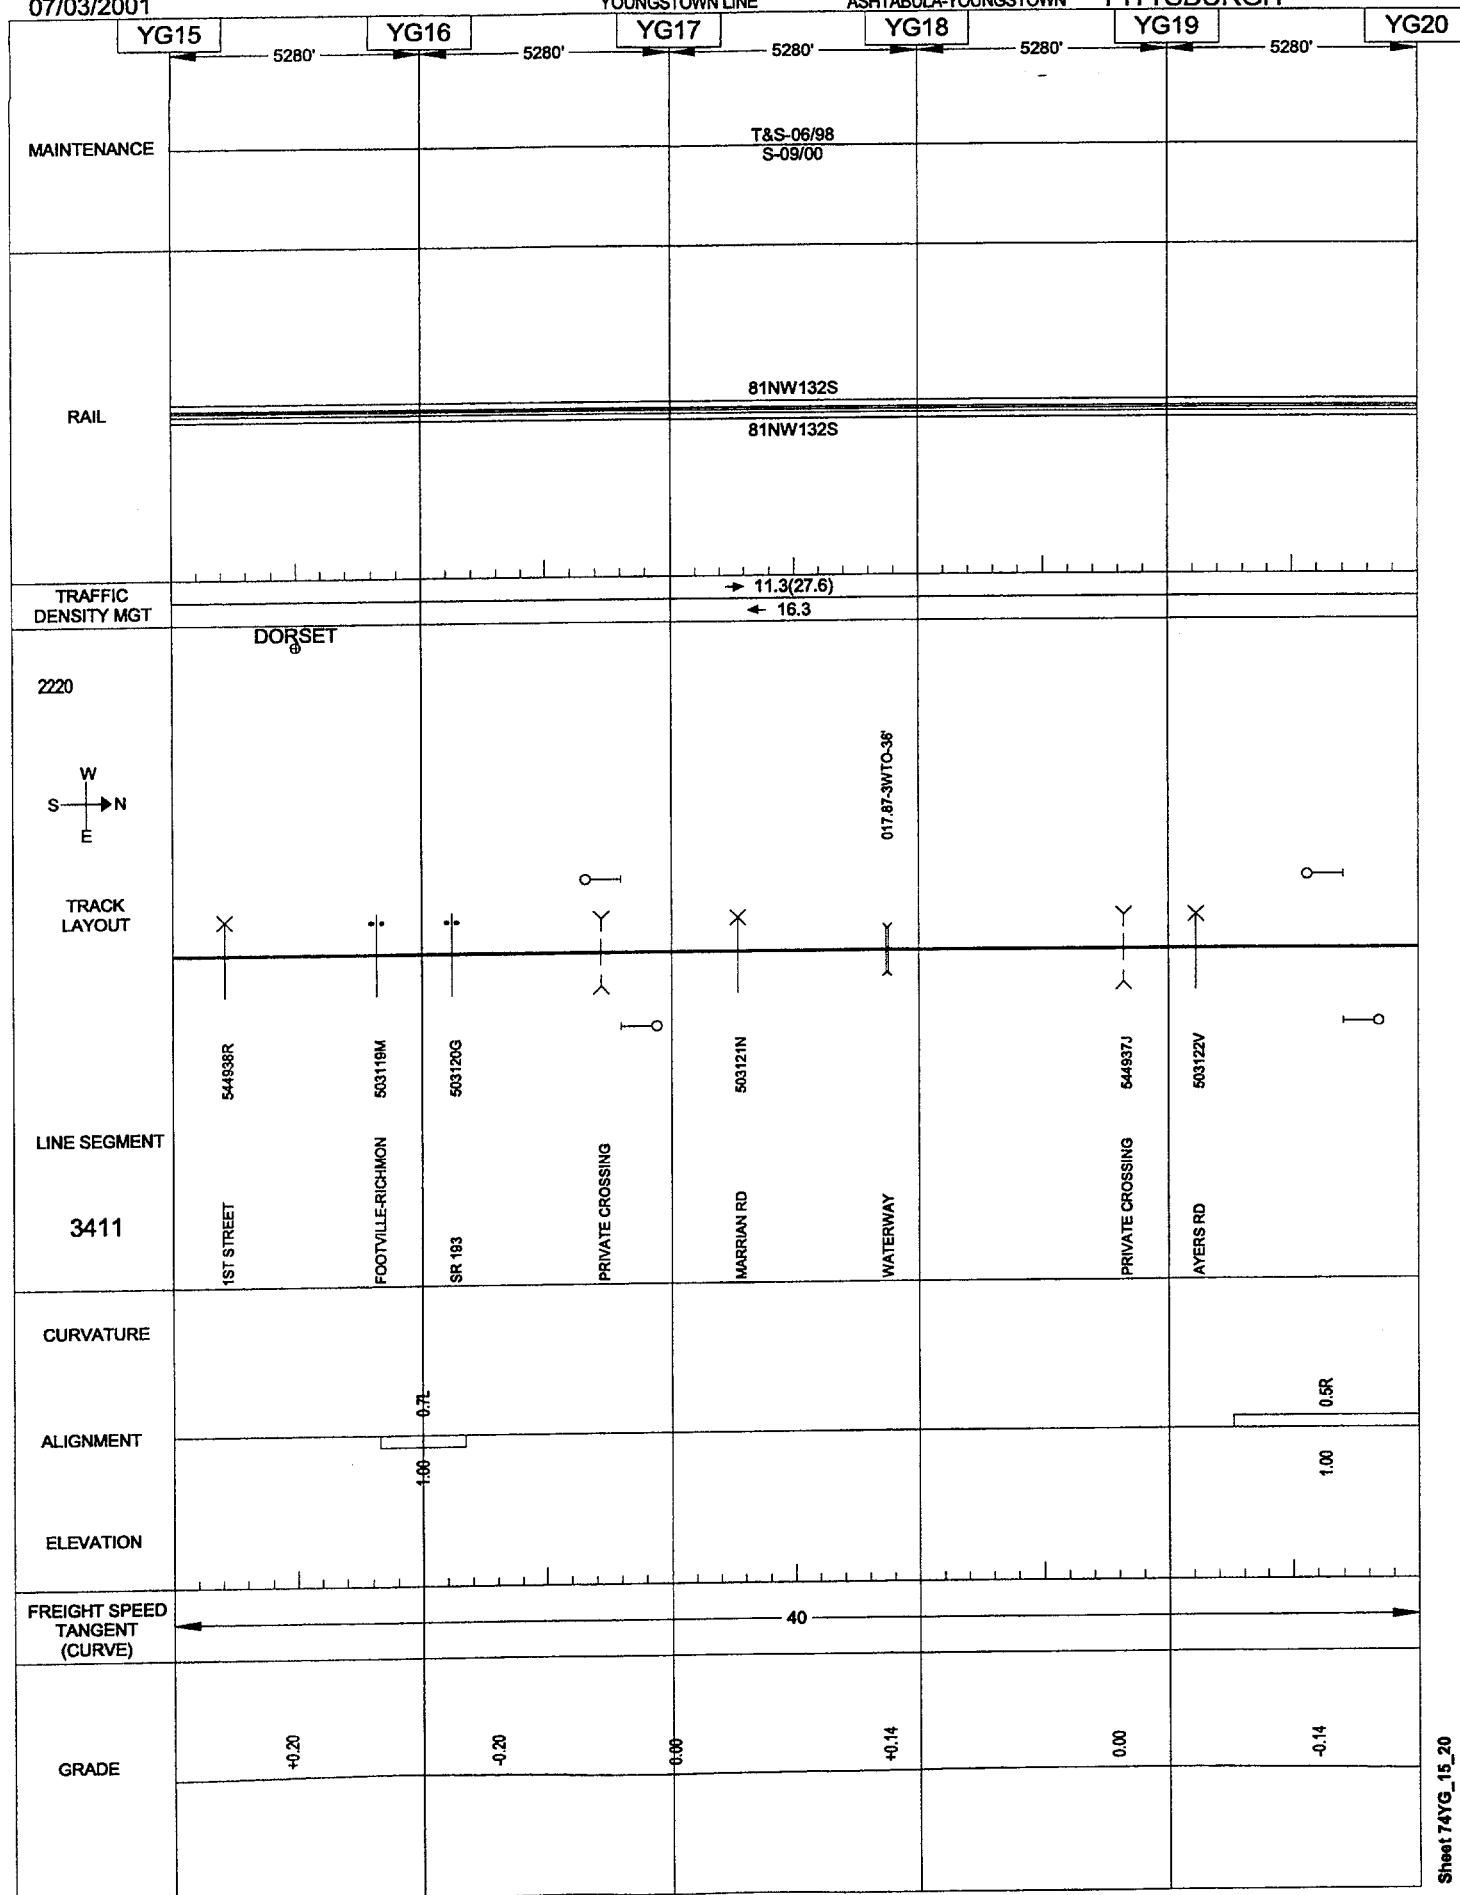 07/03/2001
YOUNGSTOWN LINE
ASHTABULA-YOUNGSTOWN
PITTSBURGH
YG15
YG16
YG17
YG18
YG19
YG20
5280'
5280'
5280'
5280'
5280'
MAINTENANCE
T&S-06/98
S-09/00
RAIL
81NW132S
81NW132S
TRAFFIC
DENSITY MGT
11.3(27.6)
16.3
DORSET
2220
W
S
N
E
017.87-3WTO-36'
TRACK
LAYOUT
544938R
503119M
503120G
503121N
544937J
503122V
LINE SEGMENT
3411
1ST STREET
FOOTVILLE-RICHMON
SR 193
PRIVATE CROSSING
MARRIAN RD
WATERWAY
PRIVATE CROSSING
AYERS RD
CURVATURE
0.7L
0.5R
ALIGNMENT
1.00
1.00
ELEVATION
FREIGHT SPEED
TANGENT
(CURVE)
40
GRADE
+0.20
-0.20
0.00
+0.14
0.00
-0.14
Sheet 74YG_15_20